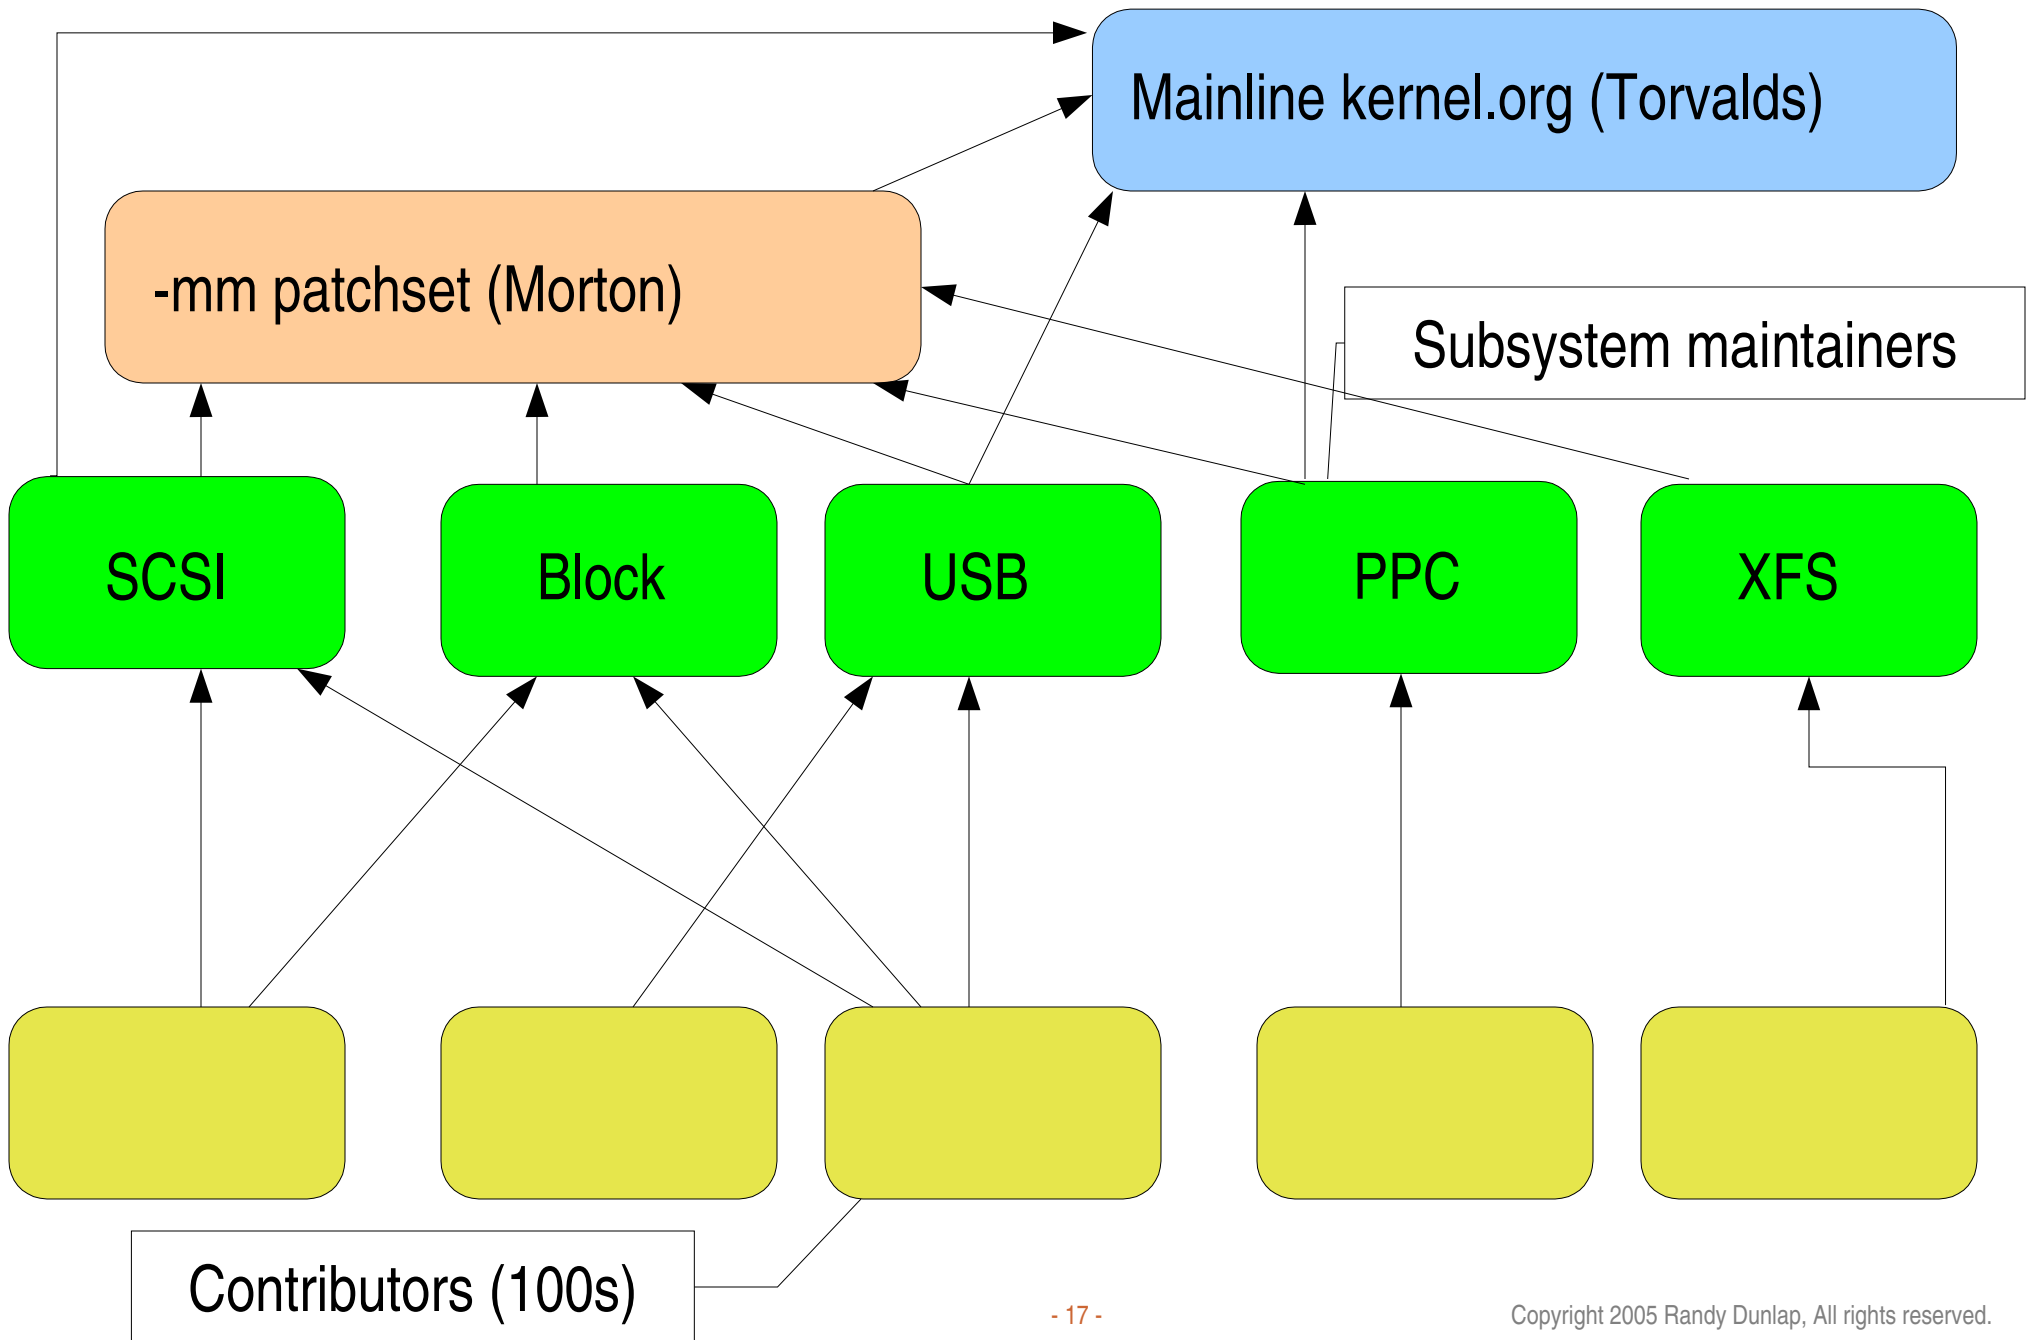 Mainline kernel.org (Torvalds)
-mm patchset (Morton)
Subsystem maintainers
SCSI
Block
USB
PPC
XFS
Contributors (100s)
- 17 -
Copyright 2005 Randy Dunlap, All rights reserved.